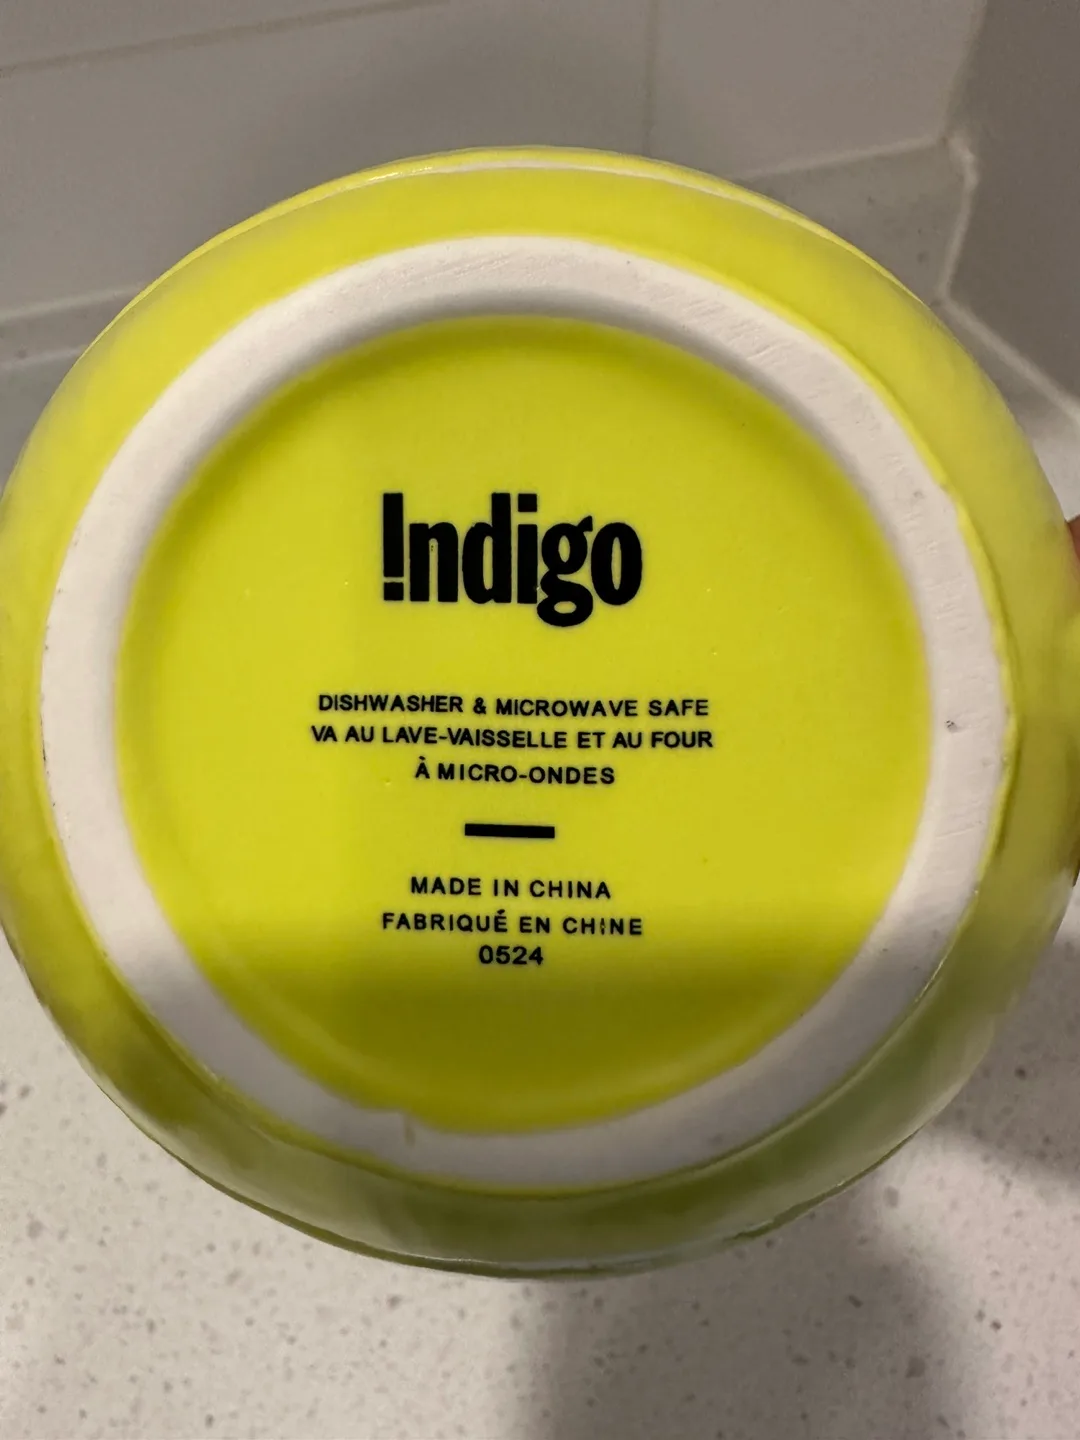 Indigo
DISHWASHER & MICROWAVE SAFE
VA AU LAVE-VAISSELLE ET AU FOUR
À MICRO-ONDES
MADE IN CHINA
FABRIQUÉ EN CHINE
0524